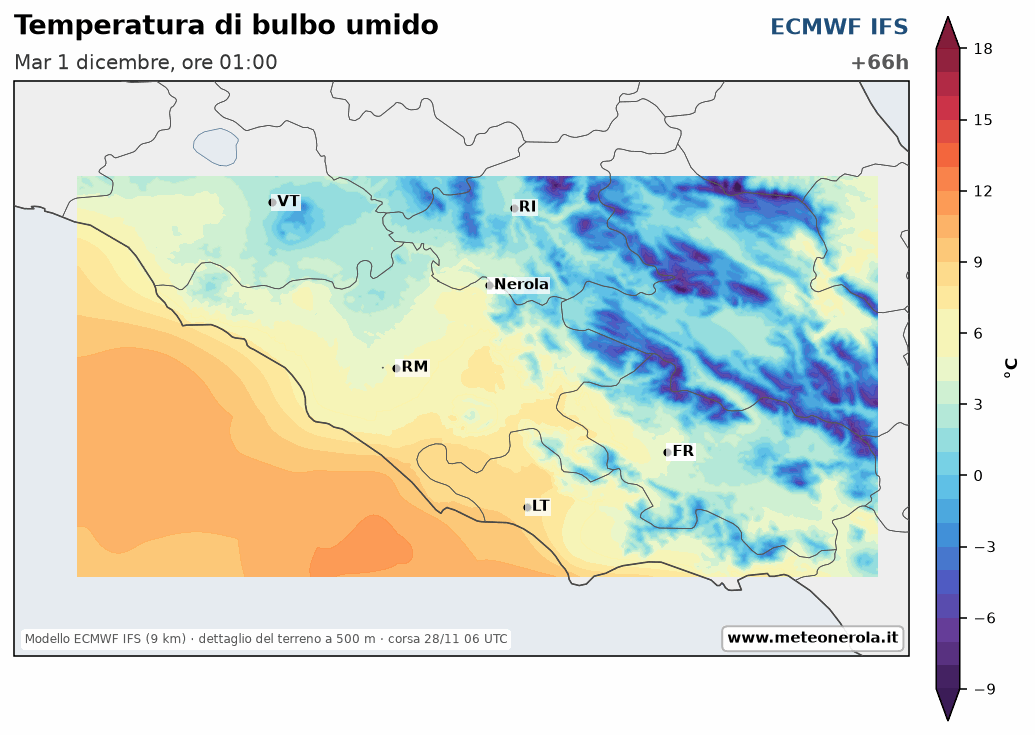 Temperatura di bulbo umido
ECMWF IFS
Mar 1 dicembre, ore 01:00
+66h
VT
RI
Nerola
RM
FR
LT
18
15
12
9
6
3
0
−3
−6
−9
°C
Modello ECMWF IFS (9 km) · dettaglio del terreno a 500 m · corsa 28/11 06 UTC
www.meteonerola.it